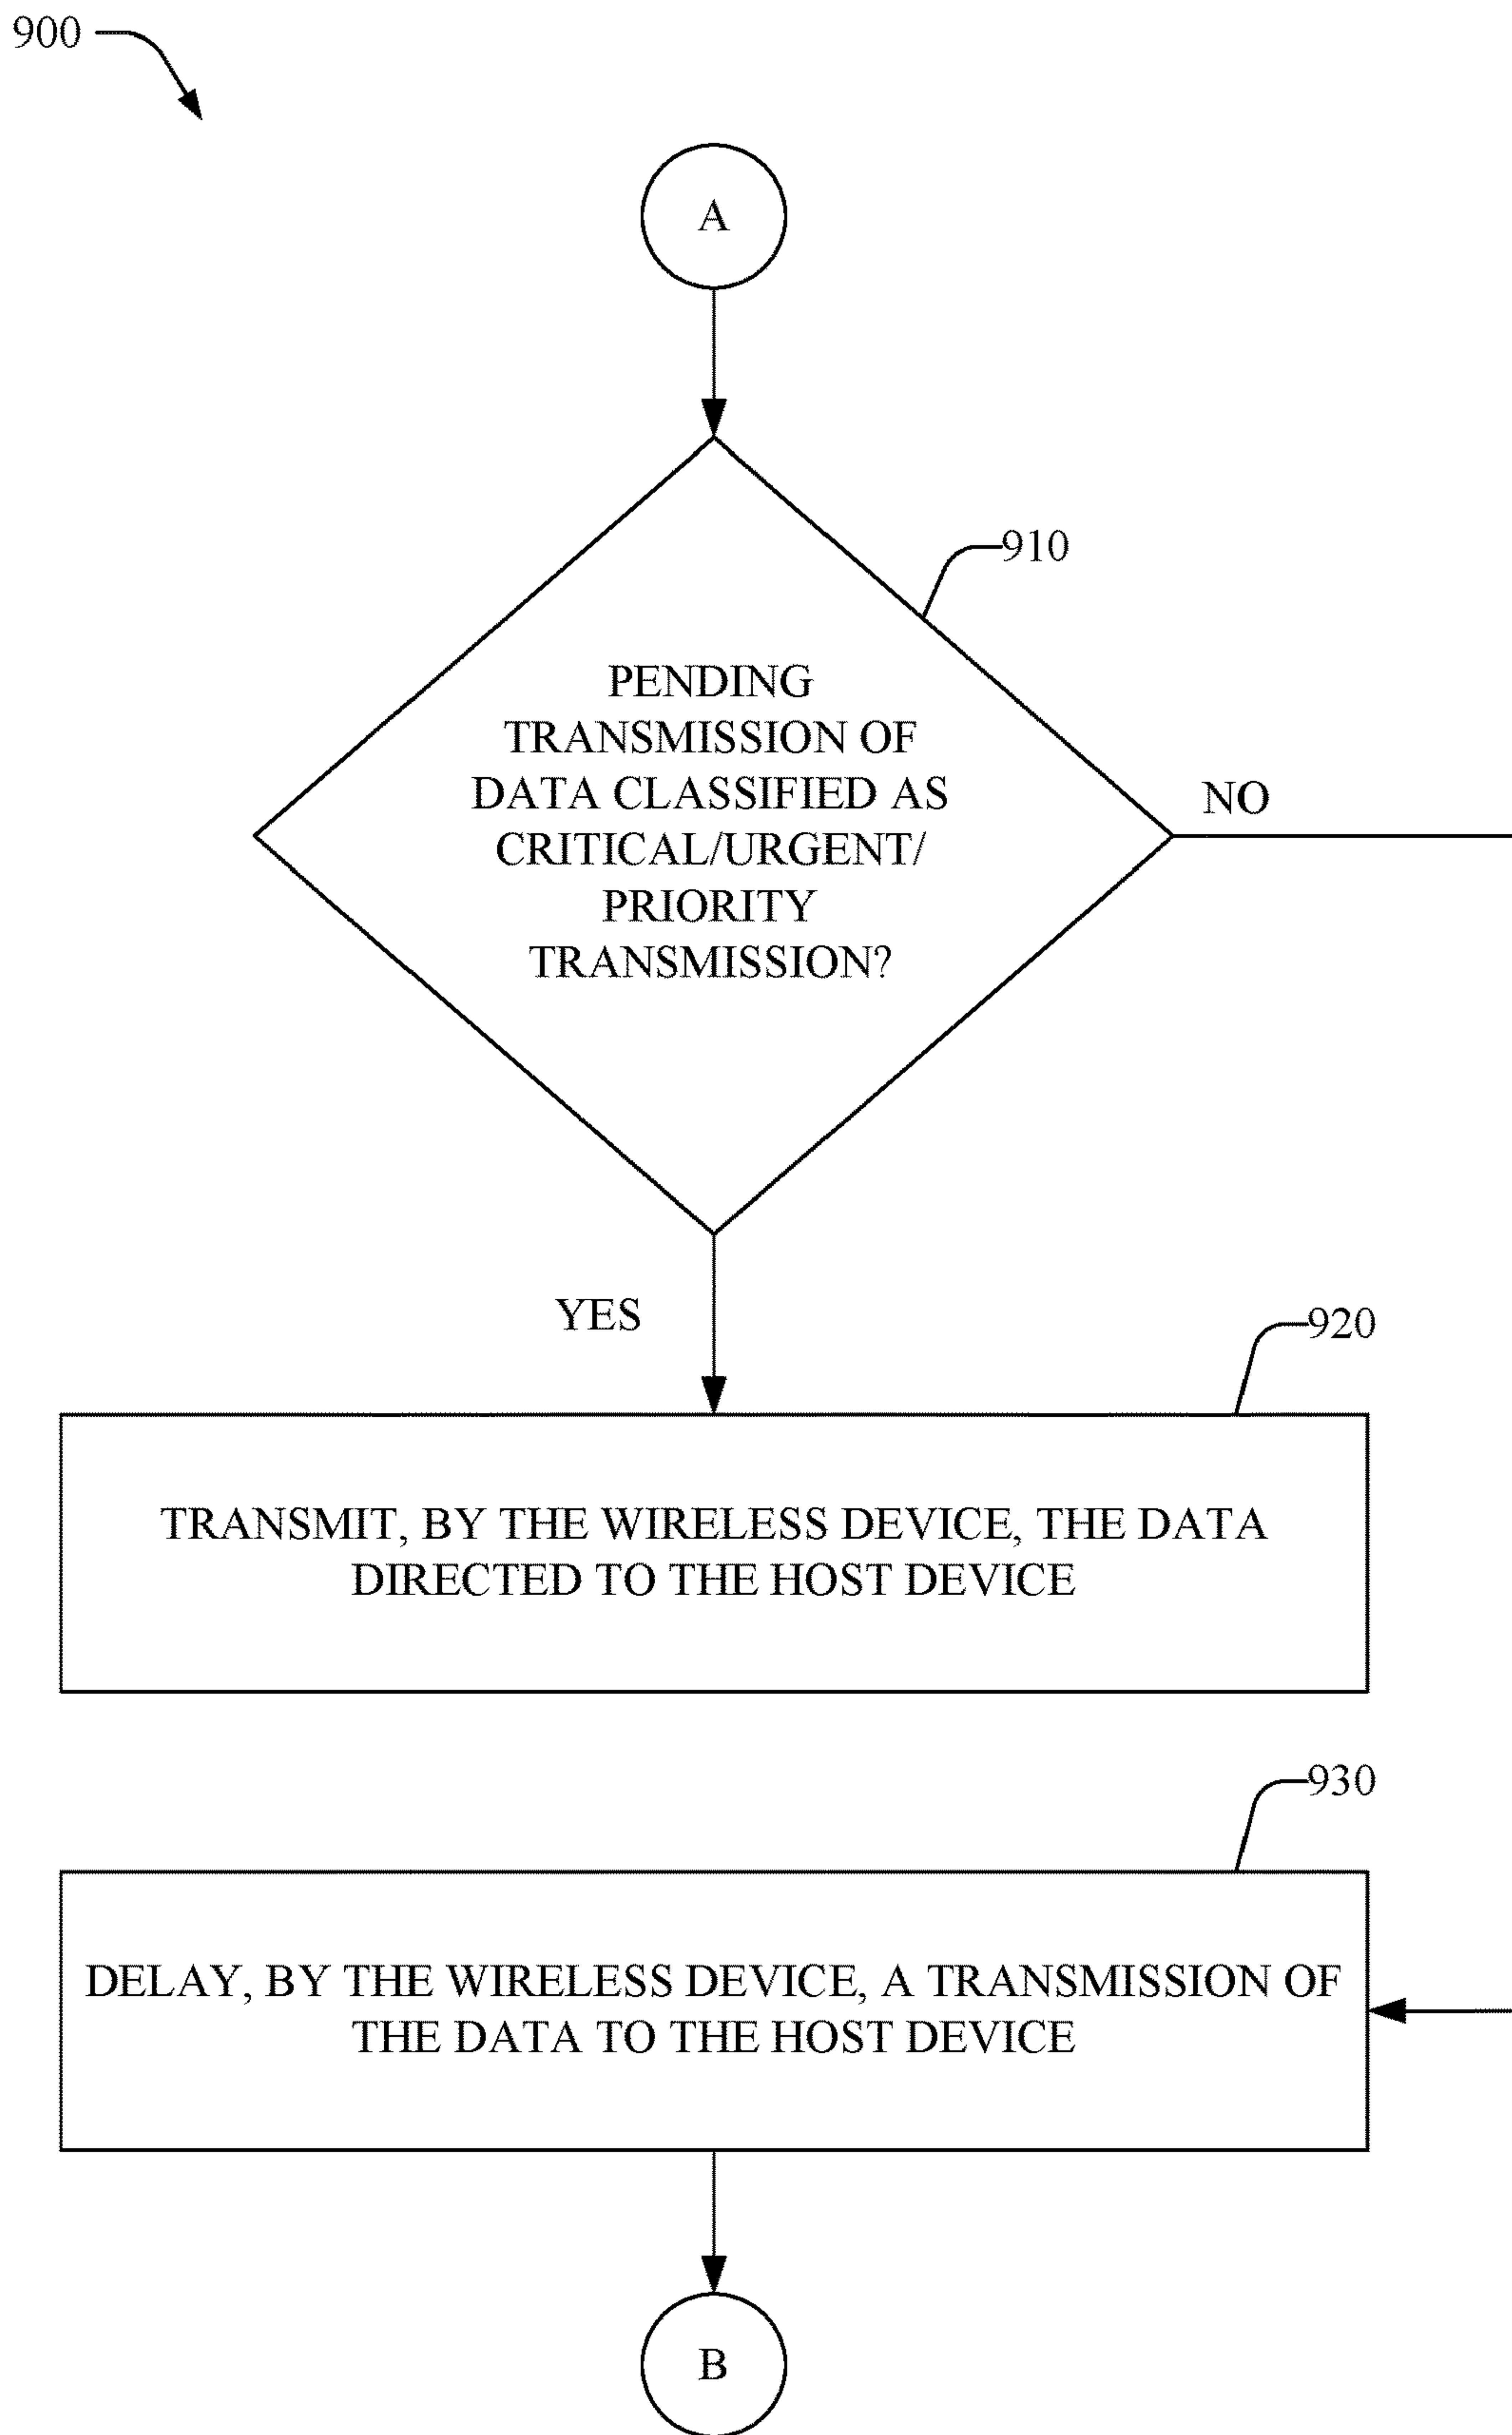 900
A
910
PENDING
TRANSMISSION OF
DATA CLASSIFIED AS
CRITICAL/URGENT/
PRIORITY
TRANSMISSION?
NO
YES
920
TRANSMIT, BY THE WIRELESS DEVICE, THE DATA
DIRECTED TO THE HOST DEVICE
930
DELAY, BY THE WIRELESS DEVICE, A TRANSMISSION OF
THE DATA TO THE HOST DEVICE
B